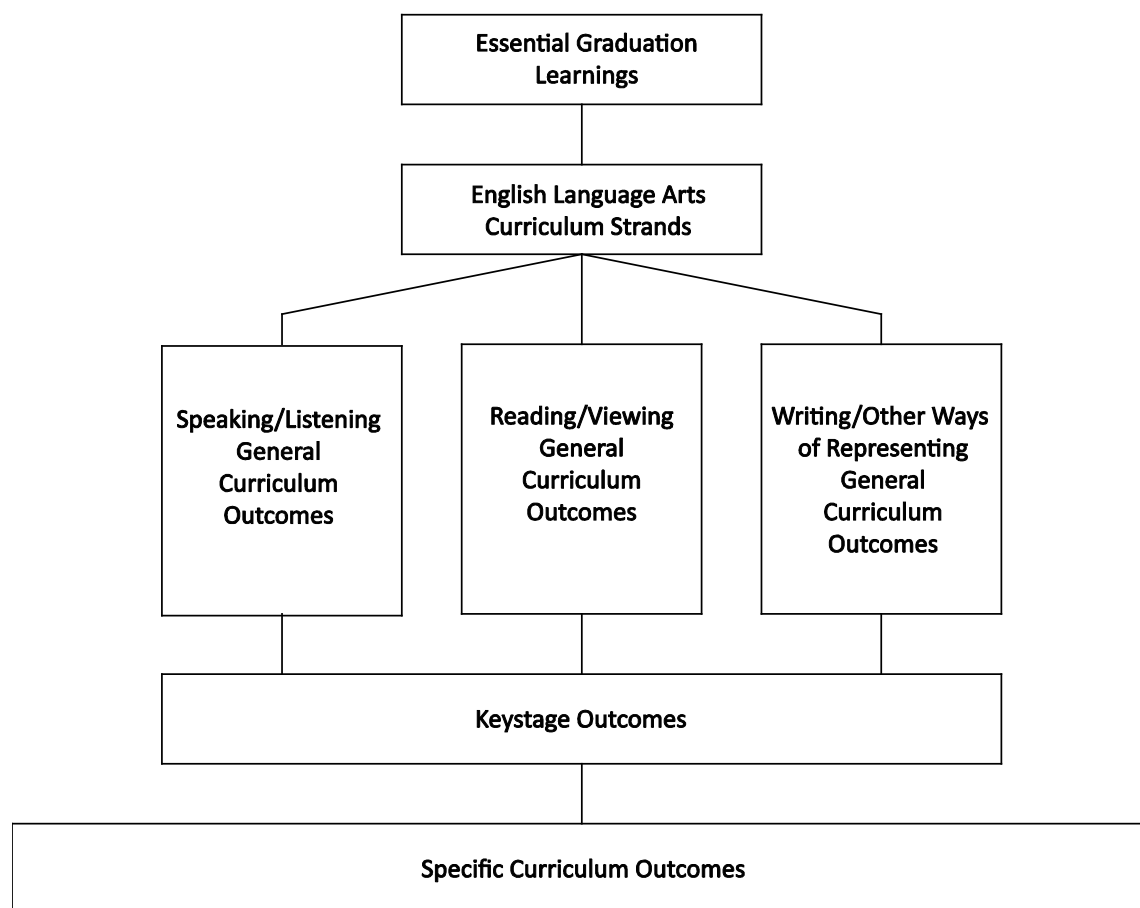 Essential Graduation
Learnings
English Language Arts
Curriculum Strands
Speaking/Listening
General
Curriculum
Outcomes
Reading/Viewing
General
Curriculum
Outcomes
Writing/Other Ways
of Representing
General
Curriculum
Outcomes
Keystage Outcomes
Specific Curriculum Outcomes